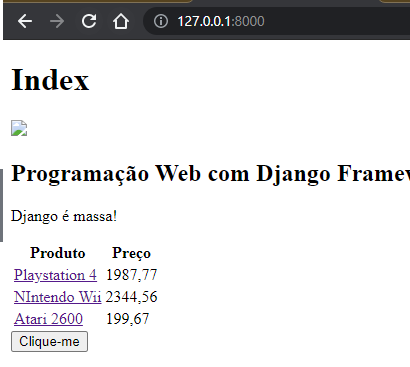 127.0.0.1:8000
Index
Programação Web com Django
Django é massa!
Produto Preço
Playstation 4 1987,77
NIntendo Wii 2344,56
Atari 2600 199,67
Clique-me